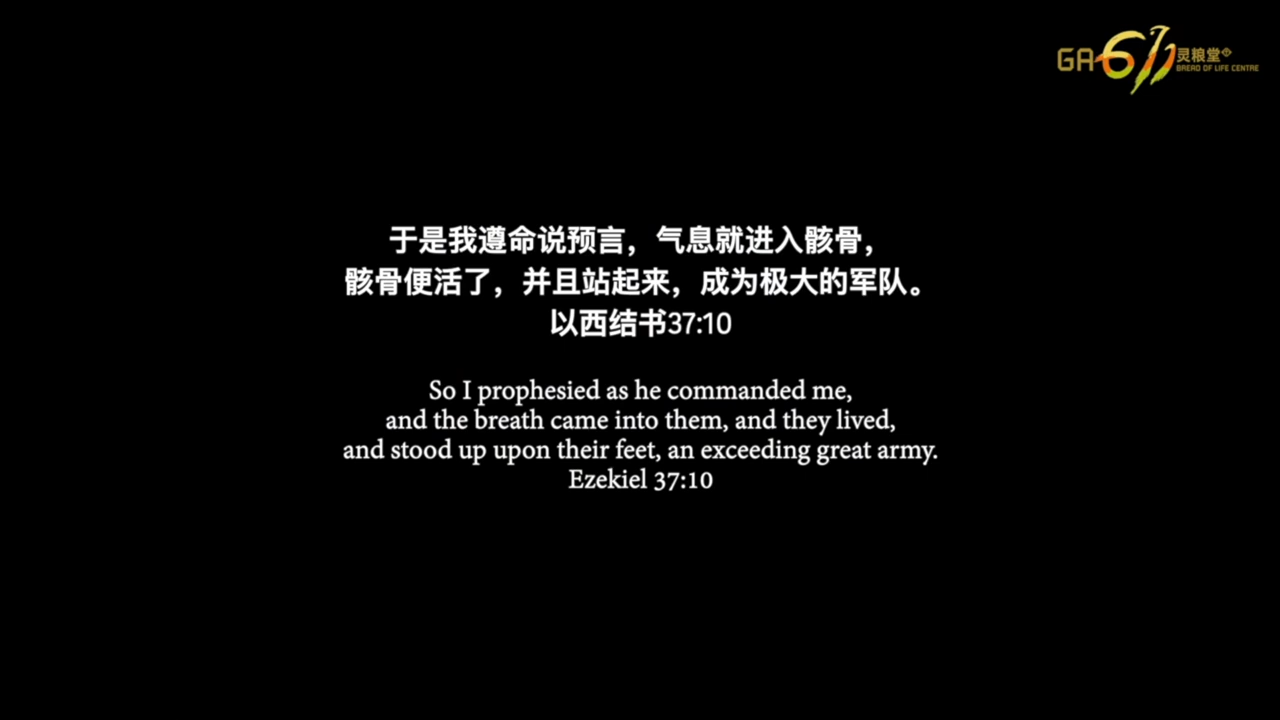 GA 611 灵粮堂
BREAD OF LIFE CENTRE
于是我遵命说预言，气息就进入骸骨，
骸骨便活了，并且站起来，成为极大的军队。
以西结书37:10
So I prophesied as he commanded me,
and the breath came into them, and they lived,
and stood up upon their feet, an exceeding great army.
Ezekiel 37:10